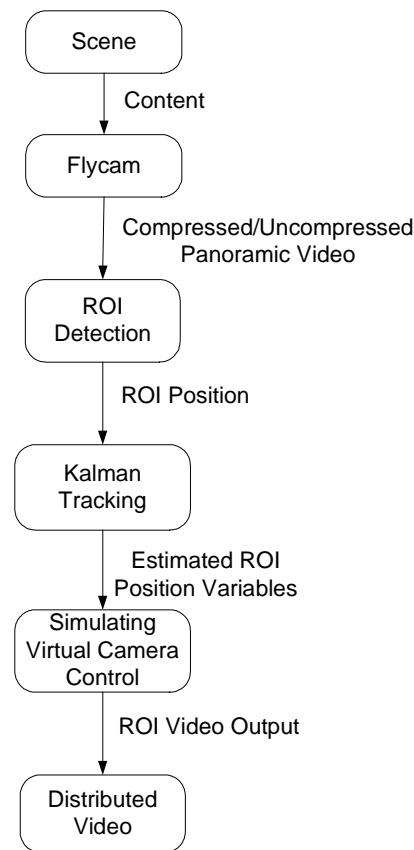 Scene
Content
Flycam
Compressed/Uncompressed
Panoramic Video
ROI
Detection
ROI Position
Kalman
Tracking
Estimated ROI
Position Variables
Simulating
Virtual Camera
Control
ROI Video Output
Distributed
Video